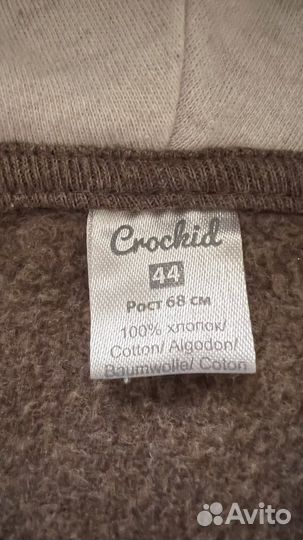 Crockid
44
Рост 68 см
100% хлопок/
Cotton/ Algodon/
Baumwolle/ Coton
Avito